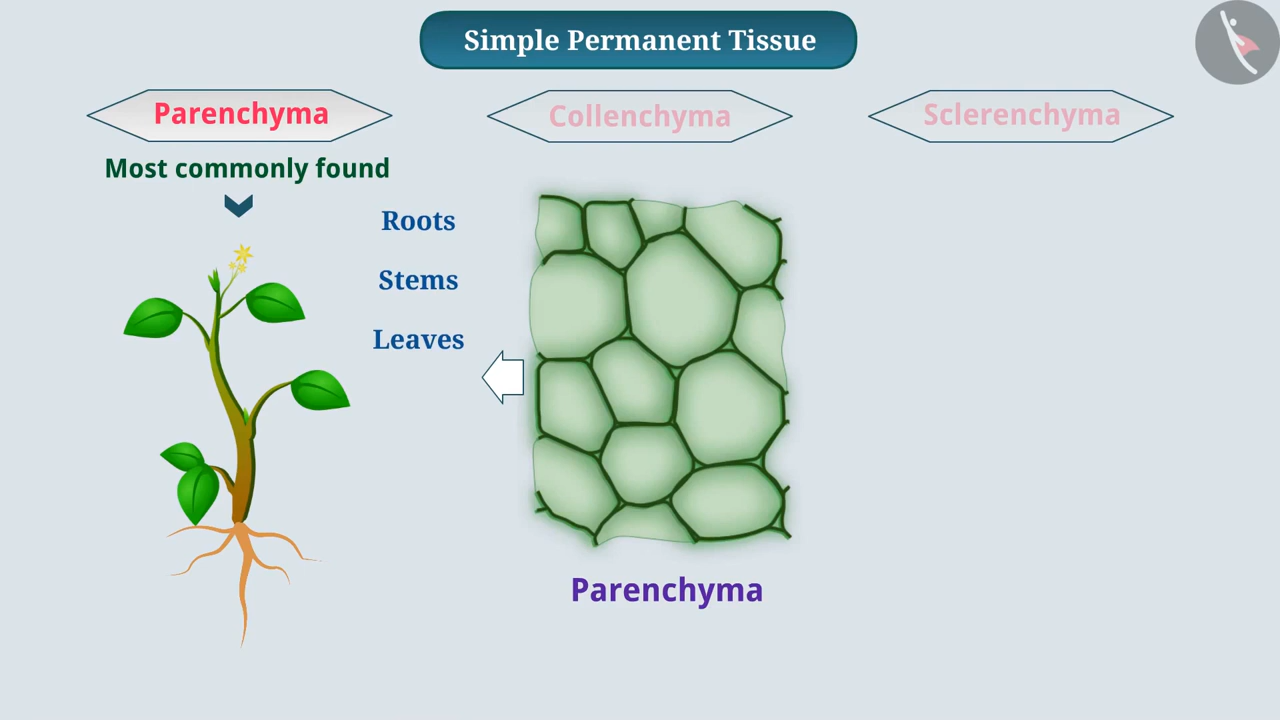 Simple Permanent Tissue
Parenchyma
Collenchyma
Sclerenchyma
Most commonly found
Roots
Stems
Leaves
Parenchyma